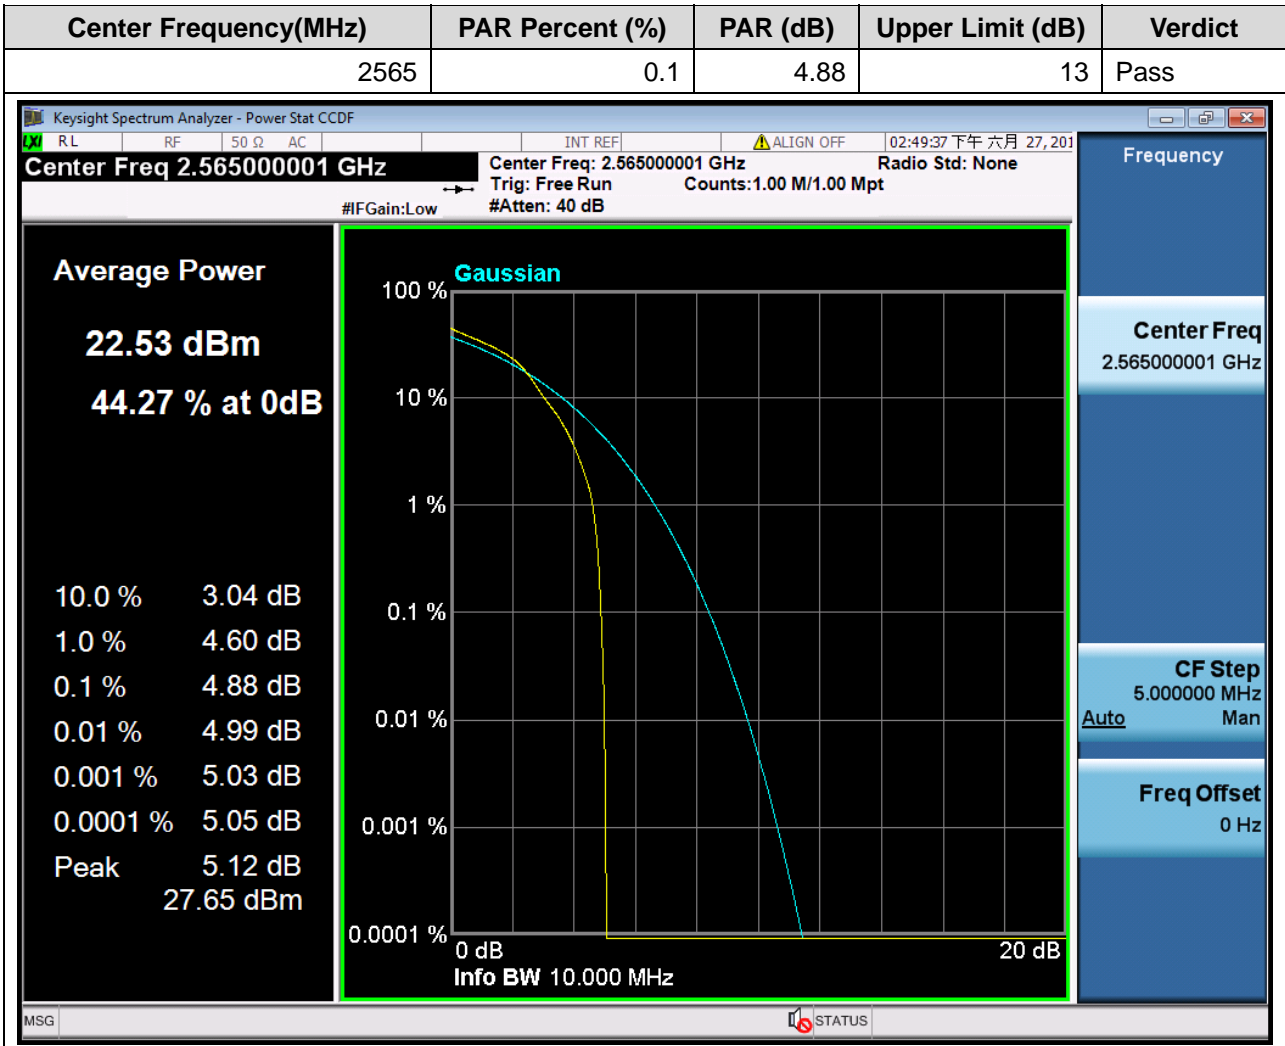 Center Frequency(MHz) PAR Percent (%) PAR (dB) Upper Limit (dB) Verdict
2565 0.1 4.88 13 Pass
Keysight Spectrum Analyzer - Power Stat CCDF
LXI RL RF 50 Ω AC INT REF ALIGN OFF 02:49:37 下午 六月 27, 201
Center Freq 2.565000001 GHz
Center Freq: 2.565000001 GHz Radio Std: None
Trig: Free Run Counts:1.00 M/1.00 Mpt
#IFGain:Low #Atten: 40 dB
Average Power
22.53 dBm
44.27 % at 0dB
10.0 % 3.04 dB
1.0 % 4.60 dB
0.1 % 4.88 dB
0.01 % 4.99 dB
0.001 % 5.03 dB
0.0001 % 5.05 dB
Peak 5.12 dB
27.65 dBm
Gaussian
100 %
10 %
1 %
0.1 %
0.01 %
0.001 %
0.0001 %
0 dB 20 dB
Info BW 10.000 MHz
Frequency
Center Freq
2.565000001 GHz
CF Step
5.000000 MHz
Auto Man
Freq Offset
0 Hz
MSG STATUS